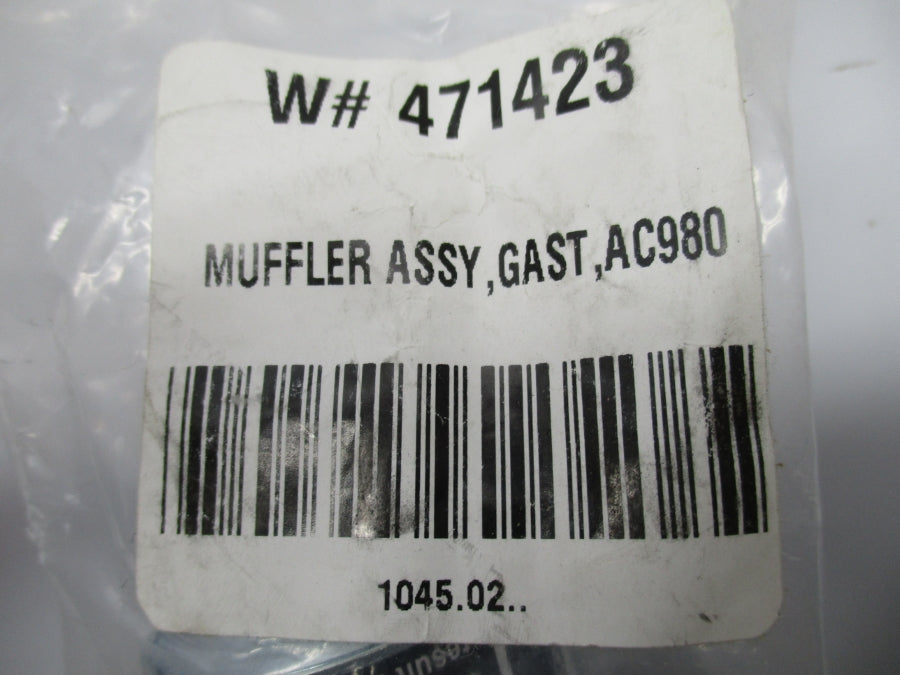 W# 471423
MUFFLER ASSY,GAST,AC980
1045.02..